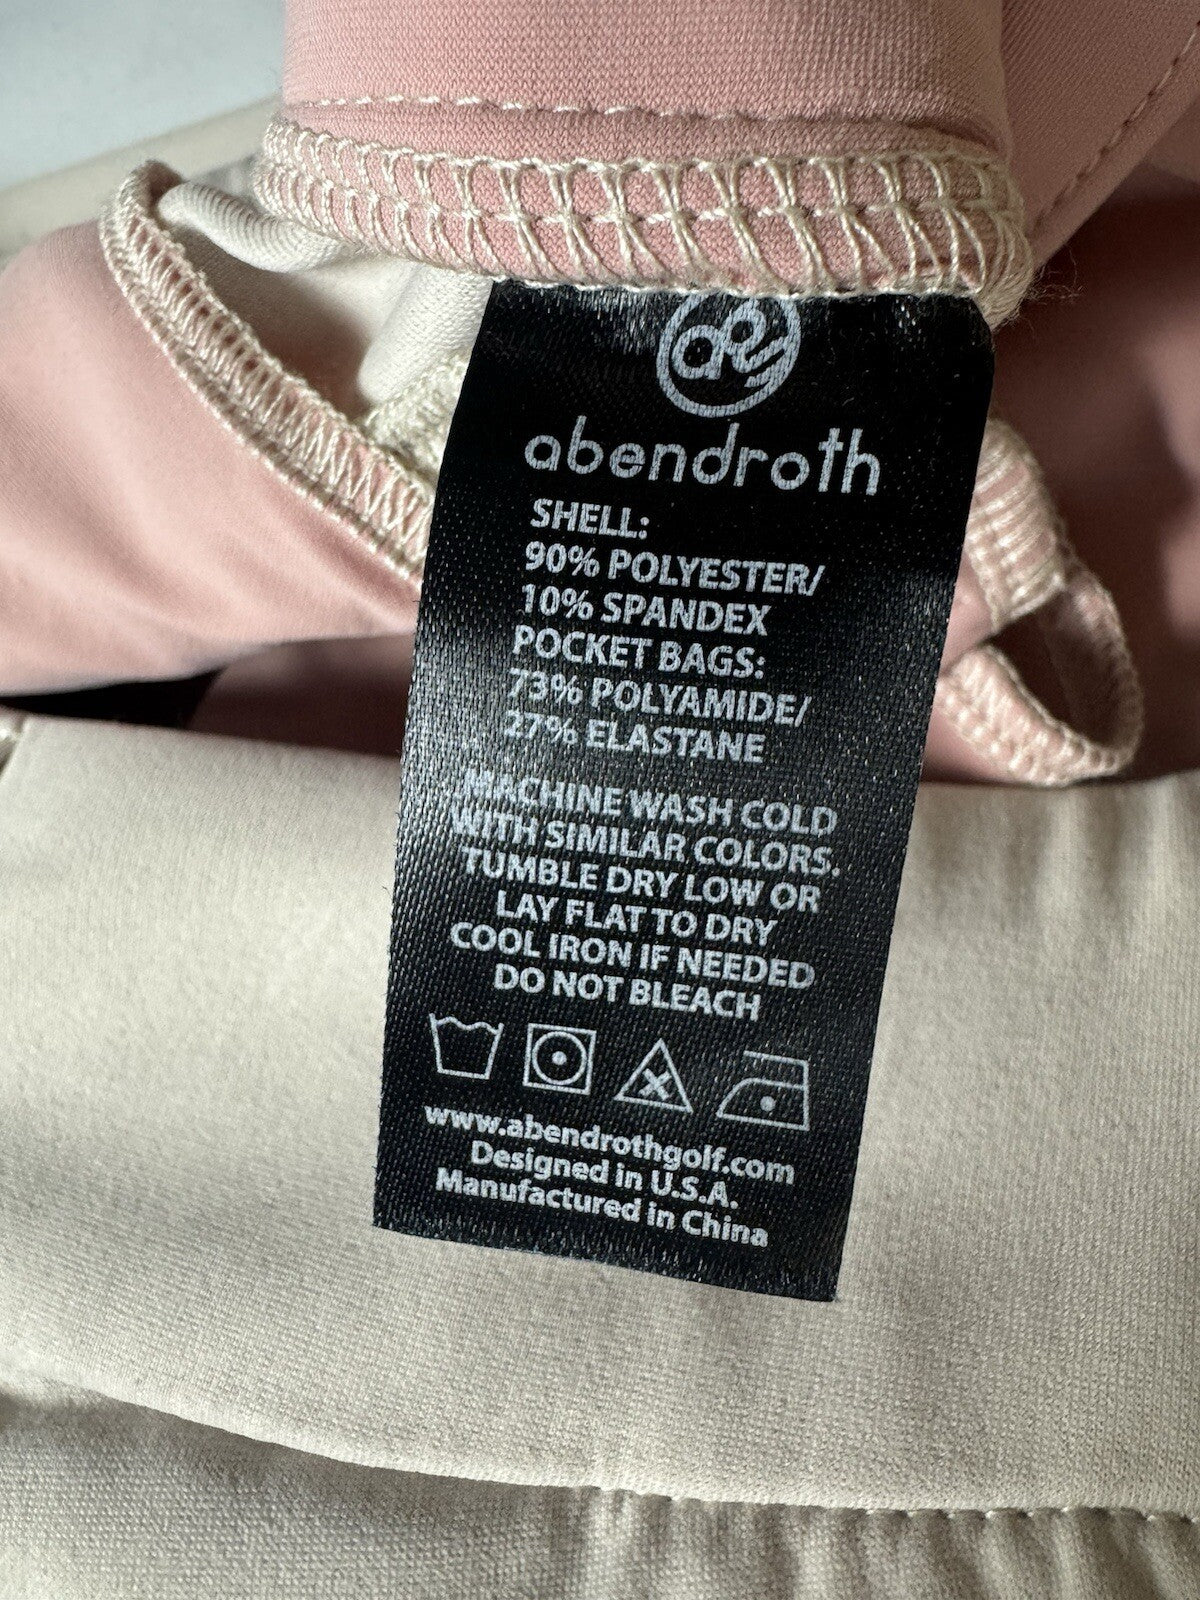 ae
abendroth
SHELL:
90% POLYESTER/
10% SPANDEX
POCKET BAGS:
73% POLYAMIDE/
27% ELASTANE
MACHINE WASH COLD
WITH SIMILAR COLORS.
TUMBLE DRY LOW OR
LAY FLAT TO DRY
COOL IRON IF NEEDED
DO NOT BLEACH
www.abendrothgolf.com
Designed in U.S.A.
Manufactured in China